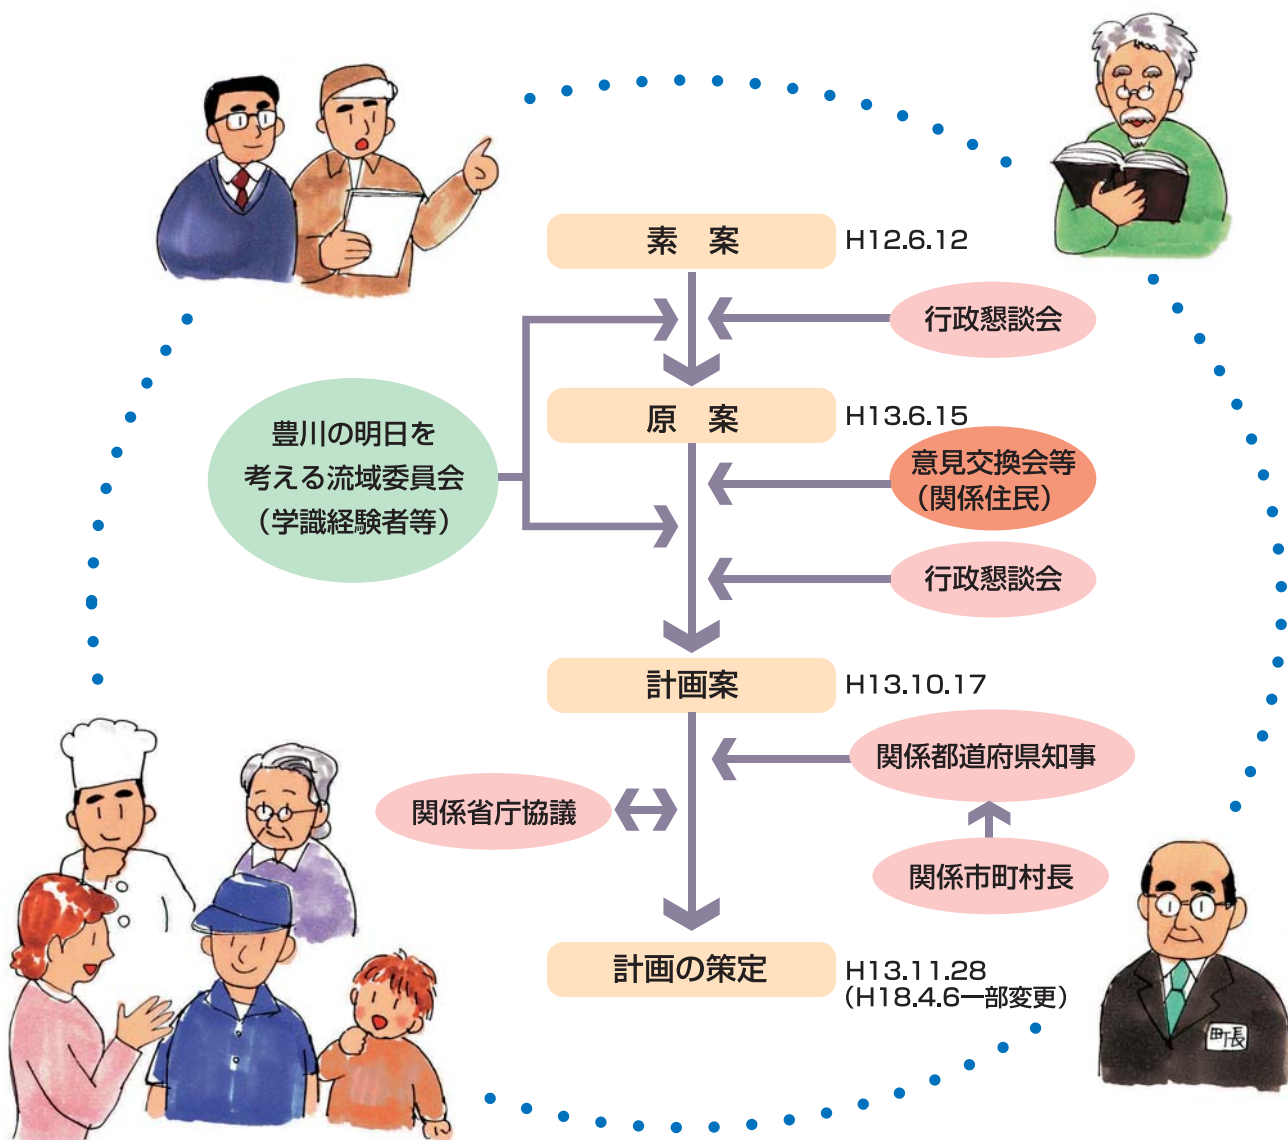 素　案
H12.6.12
行政懇談会
原　案
H13.6.15
豊川の明日を
考える流域委員会
（学識経験者等）
意見交換会等
（関係住民）
行政懇談会
計画案
H13.10.17
関係都道府県知事
関係省庁協議
関係市町村長
計画の策定
H13.11.28
（H18.4.6一部変更）
町長